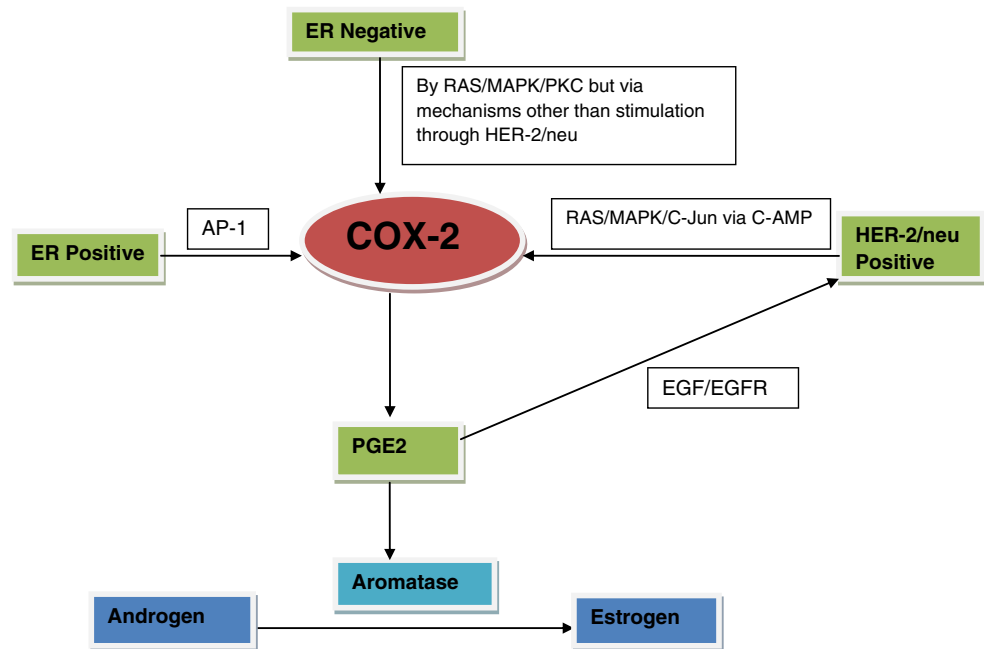 ER Negative
By RAS/MAPK/PKC but via
mechanisms other than stimulation
through HER-2/neu
AP-1
COX-2
RAS/MAPK/C-Jun via C-AMP
ER Positive
HER-2/neu
Positive
EGF/EGFR
PGE2
Aromatase
Androgen
Estrogen